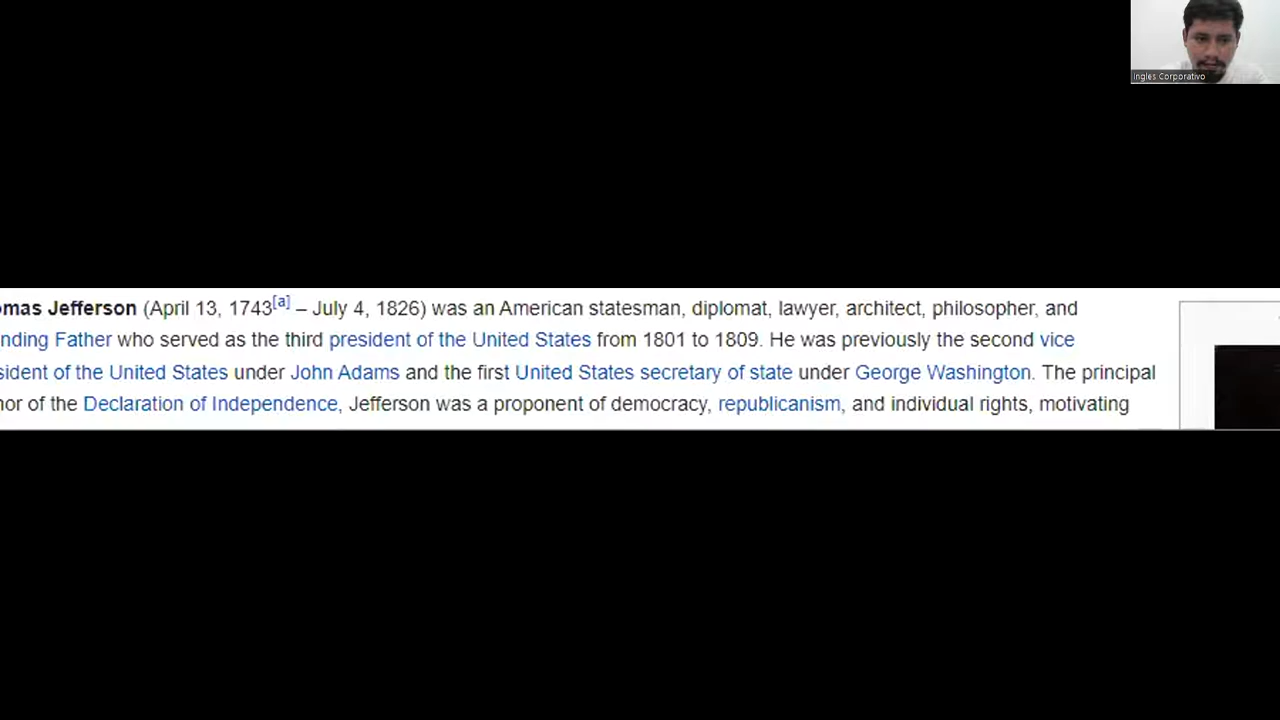 Ingles Corporativo
omas Jefferson (April 13, 1743[a] – July 4, 1826) was an American statesman, diplomat, lawyer, architect, philosopher, and
nding Father who served as the third president of the United States from 1801 to 1809. He was previously the second vice
sident of the United States under John Adams and the first United States secretary of state under George Washington. The principal
hor of the Declaration of Independence, Jefferson was a proponent of democracy, republicanism, and individual rights, motivating